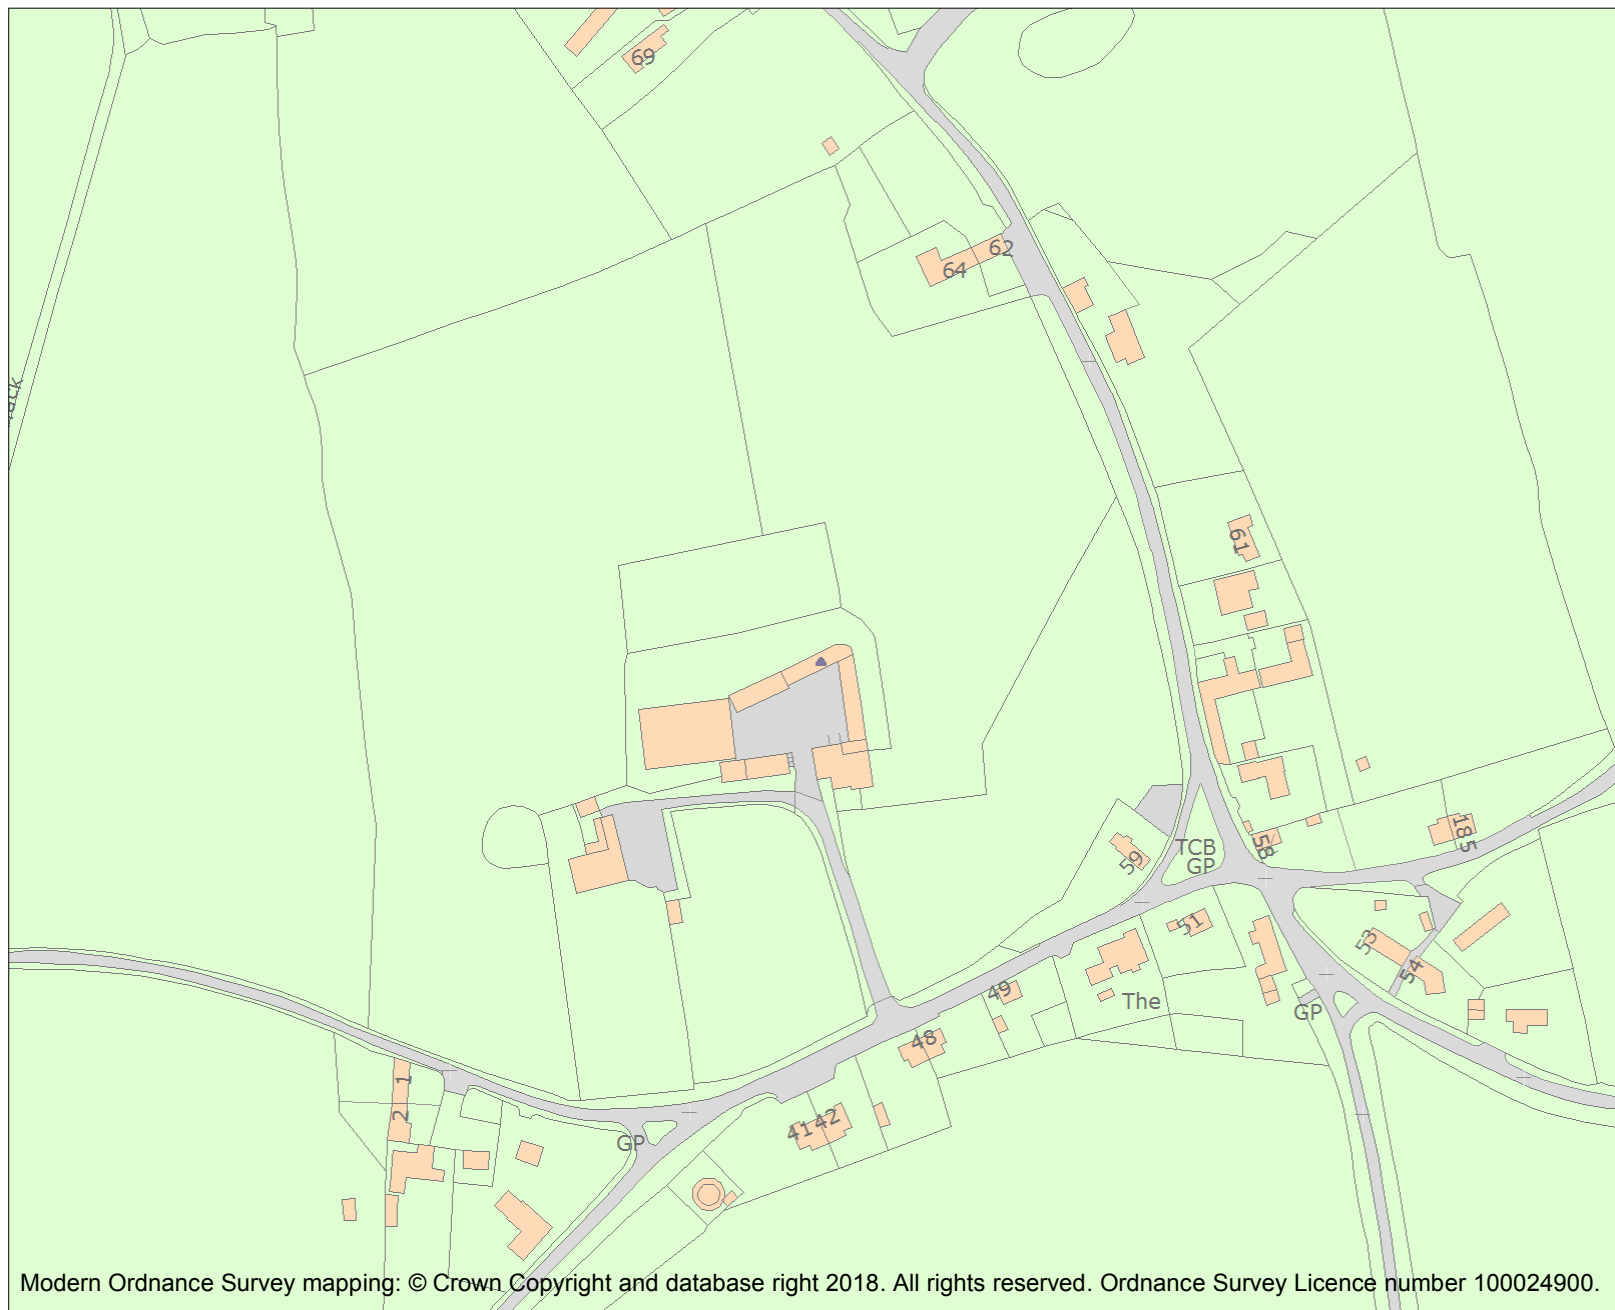 69
62
64
61
59
TCB
GP
58
185
51
53
54
49
The
GP
48
1
2
41 42
GP
Modern Ordnance Survey mapping: © Crown Copyright and database right 2018. All rights reserved. Ordnance Survey Licence number 100024900.